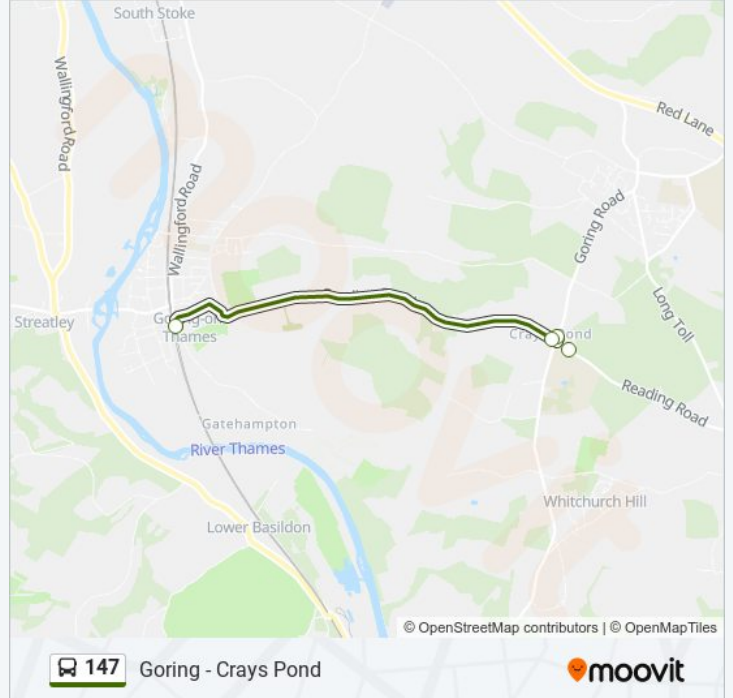 South Stoke
Wallingford Road
Red Lane
Wallingford Road
Goring Road
Long Toll
Streatley
Thames
Reading Road
Gatehampton
River Thames
Whitchurch Hill
Lower Basildon
© OpenStreetMap contributors | © OpenMapTiles
147 Goring - Crays Pond
moovit